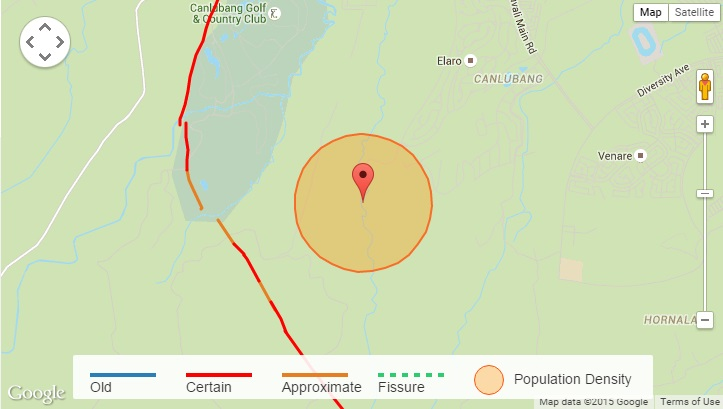 Canlubang Golf
& Country Club
Map
Satellite
Elaro
CANLUBANG
Diversity Ave
Venare
+
−
Old
Certain
Approximate
Fissure
Population Density
Google
Map data ©2015 Google
Terms of Use